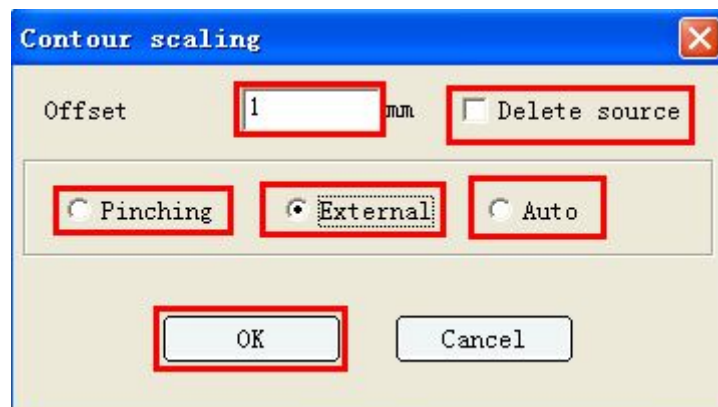 Contour scaling
Offset 1 mm Delete source
Pinching External Auto
OK Cancel